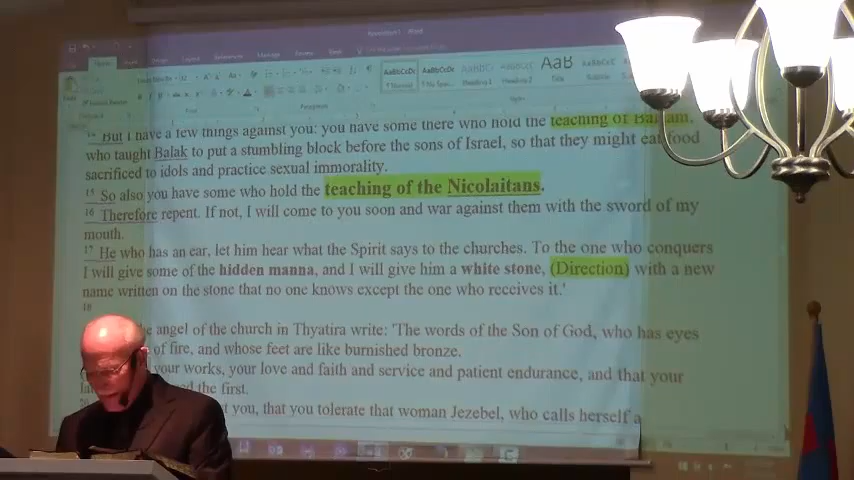 AaBbCcDc AaBbCcDc AaBbC AaBbCcC AaB
But I have a few things against you: you have some there who hold the teaching of Balaam,
who taught Balak to put a stumbling block before the sons of Israel, so that they might eat food
sacrificed to idols and practice sexual immorality.
15 So also you have some who hold the teaching of the Nicolaitans.
16 Therefore repent. If not, I will come to you soon and war against them with the sword of my
mouth.
17 He who has an ear, let him hear what the Spirit says to the churches. To the one who conquers
I will give some of the hidden manna, and I will give him a white stone, (Direction) with a new
name written on the stone that no one knows except the one who receives it.'
18
e angel of the church in Thyatira write: 'The words of the Son of God, who has eyes
of fire, and whose feet are like burnished bronze.
your works, your love and faith and service and patient endurance, and that your
d the first.
t you, that you tolerate that woman Jezebel, who calls herself a